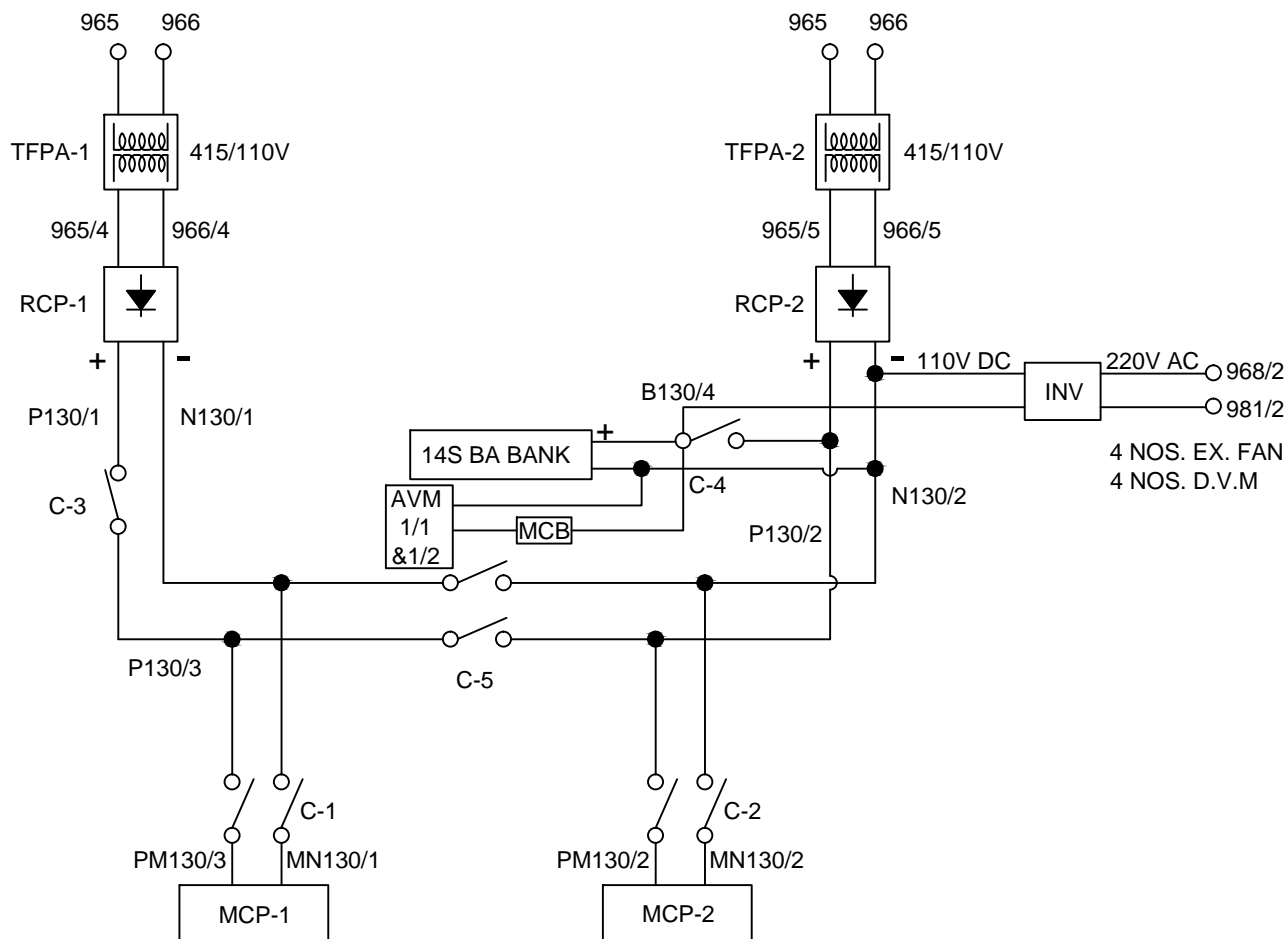 965 966
965 966
TFPA-1
415/110V
TFPA-2
415/110V
965/4
966/4
965/5
966/5
RCP-1
RCP-2
+
-
+
-
110V DC
220V AC
968/2
INV
981/2
P130/1
N130/1
B130/4
14S BA BANK
+
4 NOS. EX. FAN
4 NOS. D.V.M
C-3
C-4
N130/2
AVM
1/1
&1/2
MCB
P130/2
P130/3
C-5
C-1
C-2
PM130/3
MN130/1
PM130/2
MN130/2
MCP-1
MCP-2